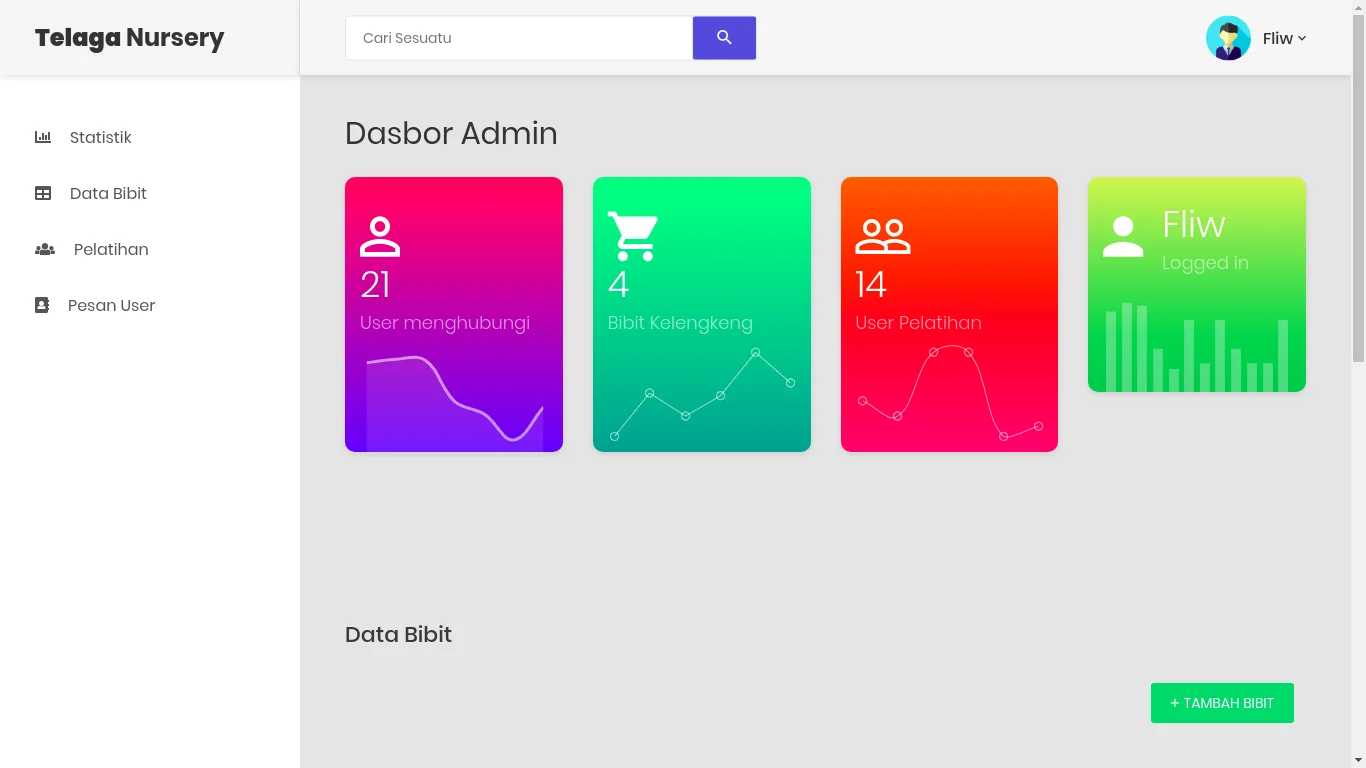 Telaga Nursery
Cari Sesuatu
Fliw
Statistik
Data Bibit
Pelatihan
Pesan User
Dasbor Admin
21
User menghubungi
4
Bibit Kelengkeng
14
User Pelatihan
Fliw
Logged in
Data Bibit
+ TAMBAH BIBIT